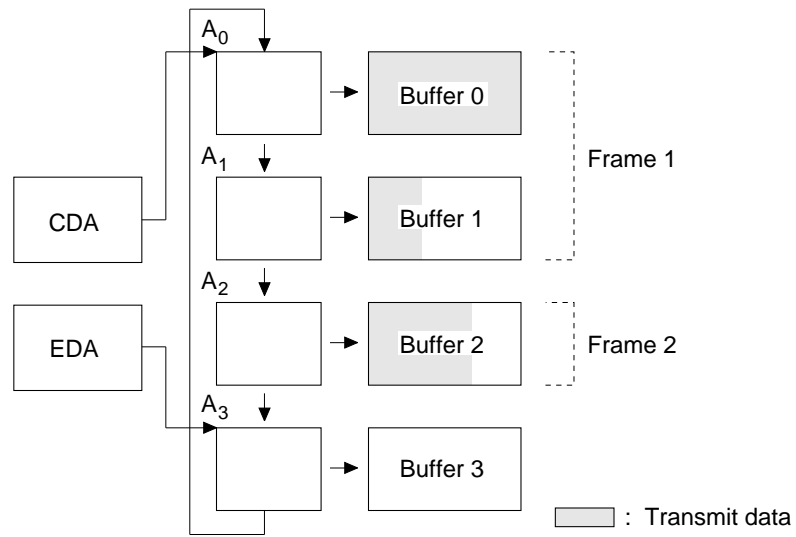 A0
Buffer 0
Frame 1
A1
CDA
Buffer 1
A2
EDA
Buffer 2
Frame 2
A3
Buffer 3
: Transmit data